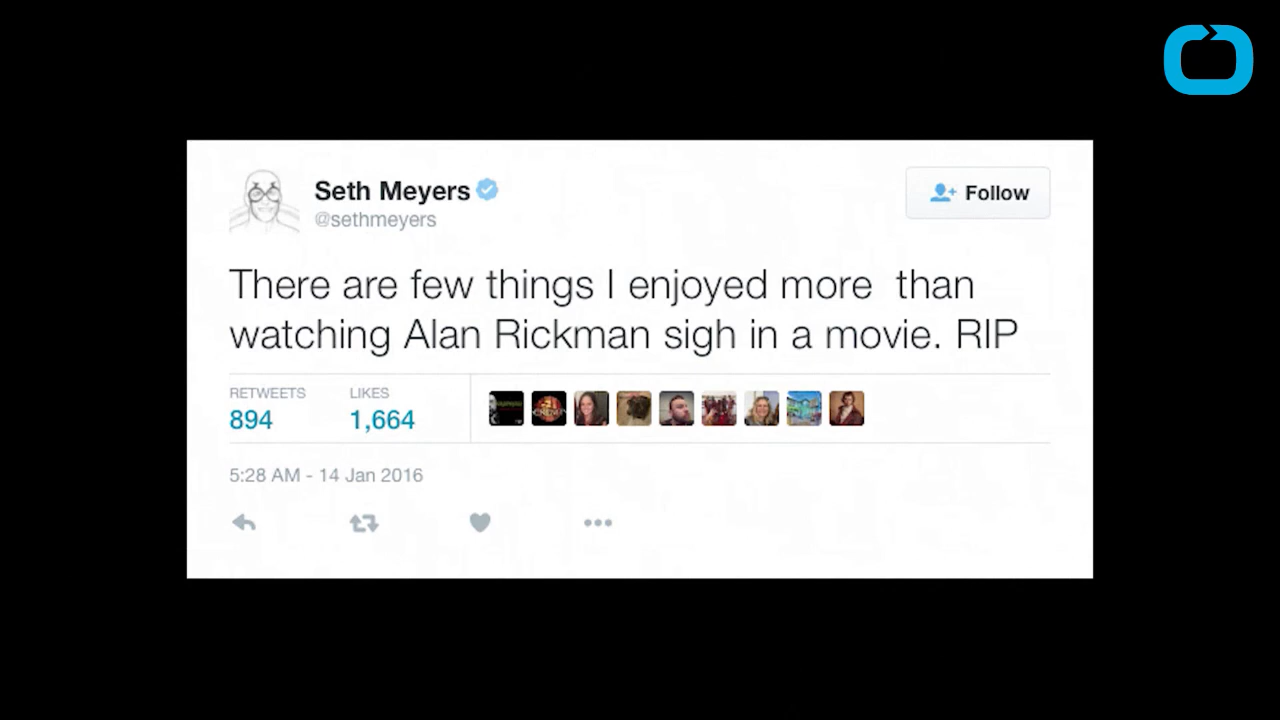 Seth Meyers
@sethmeyers
Follow
There are few things I enjoyed more  than
watching Alan Rickman sigh in a movie. RIP
RETWEETS LIKES
894 1,664
5:28 AM - 14 Jan 2016